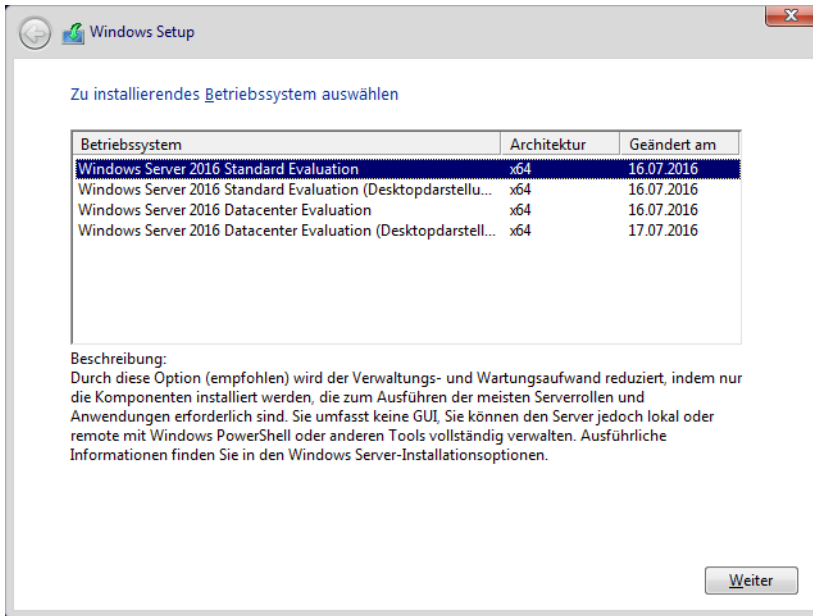 Windows Setup
Zu installierendes Betriebssystem auswählen
Betriebssystem Architektur Geändert am
Windows Server 2016 Standard Evaluation x64 16.07.2016
Windows Server 2016 Standard Evaluation (Desktopdarstellu... x64 16.07.2016
Windows Server 2016 Datacenter Evaluation x64 16.07.2016
Windows Server 2016 Datacenter Evaluation (Desktopdarstell... x64 17.07.2016
Beschreibung:
Durch diese Option (empfohlen) wird der Verwaltungs- und Wartungsaufwand reduziert, indem nur
die Komponenten installiert werden, die zum Ausführen der meisten Serverrollen und
Anwendungen erforderlich sind. Sie umfasst keine GUI, Sie können den Server jedoch lokal oder
remote mit Windows PowerShell oder anderen Tools vollständig verwalten. Ausführliche
Informationen finden Sie in den Windows Server-Installationsoptionen.
Weiter